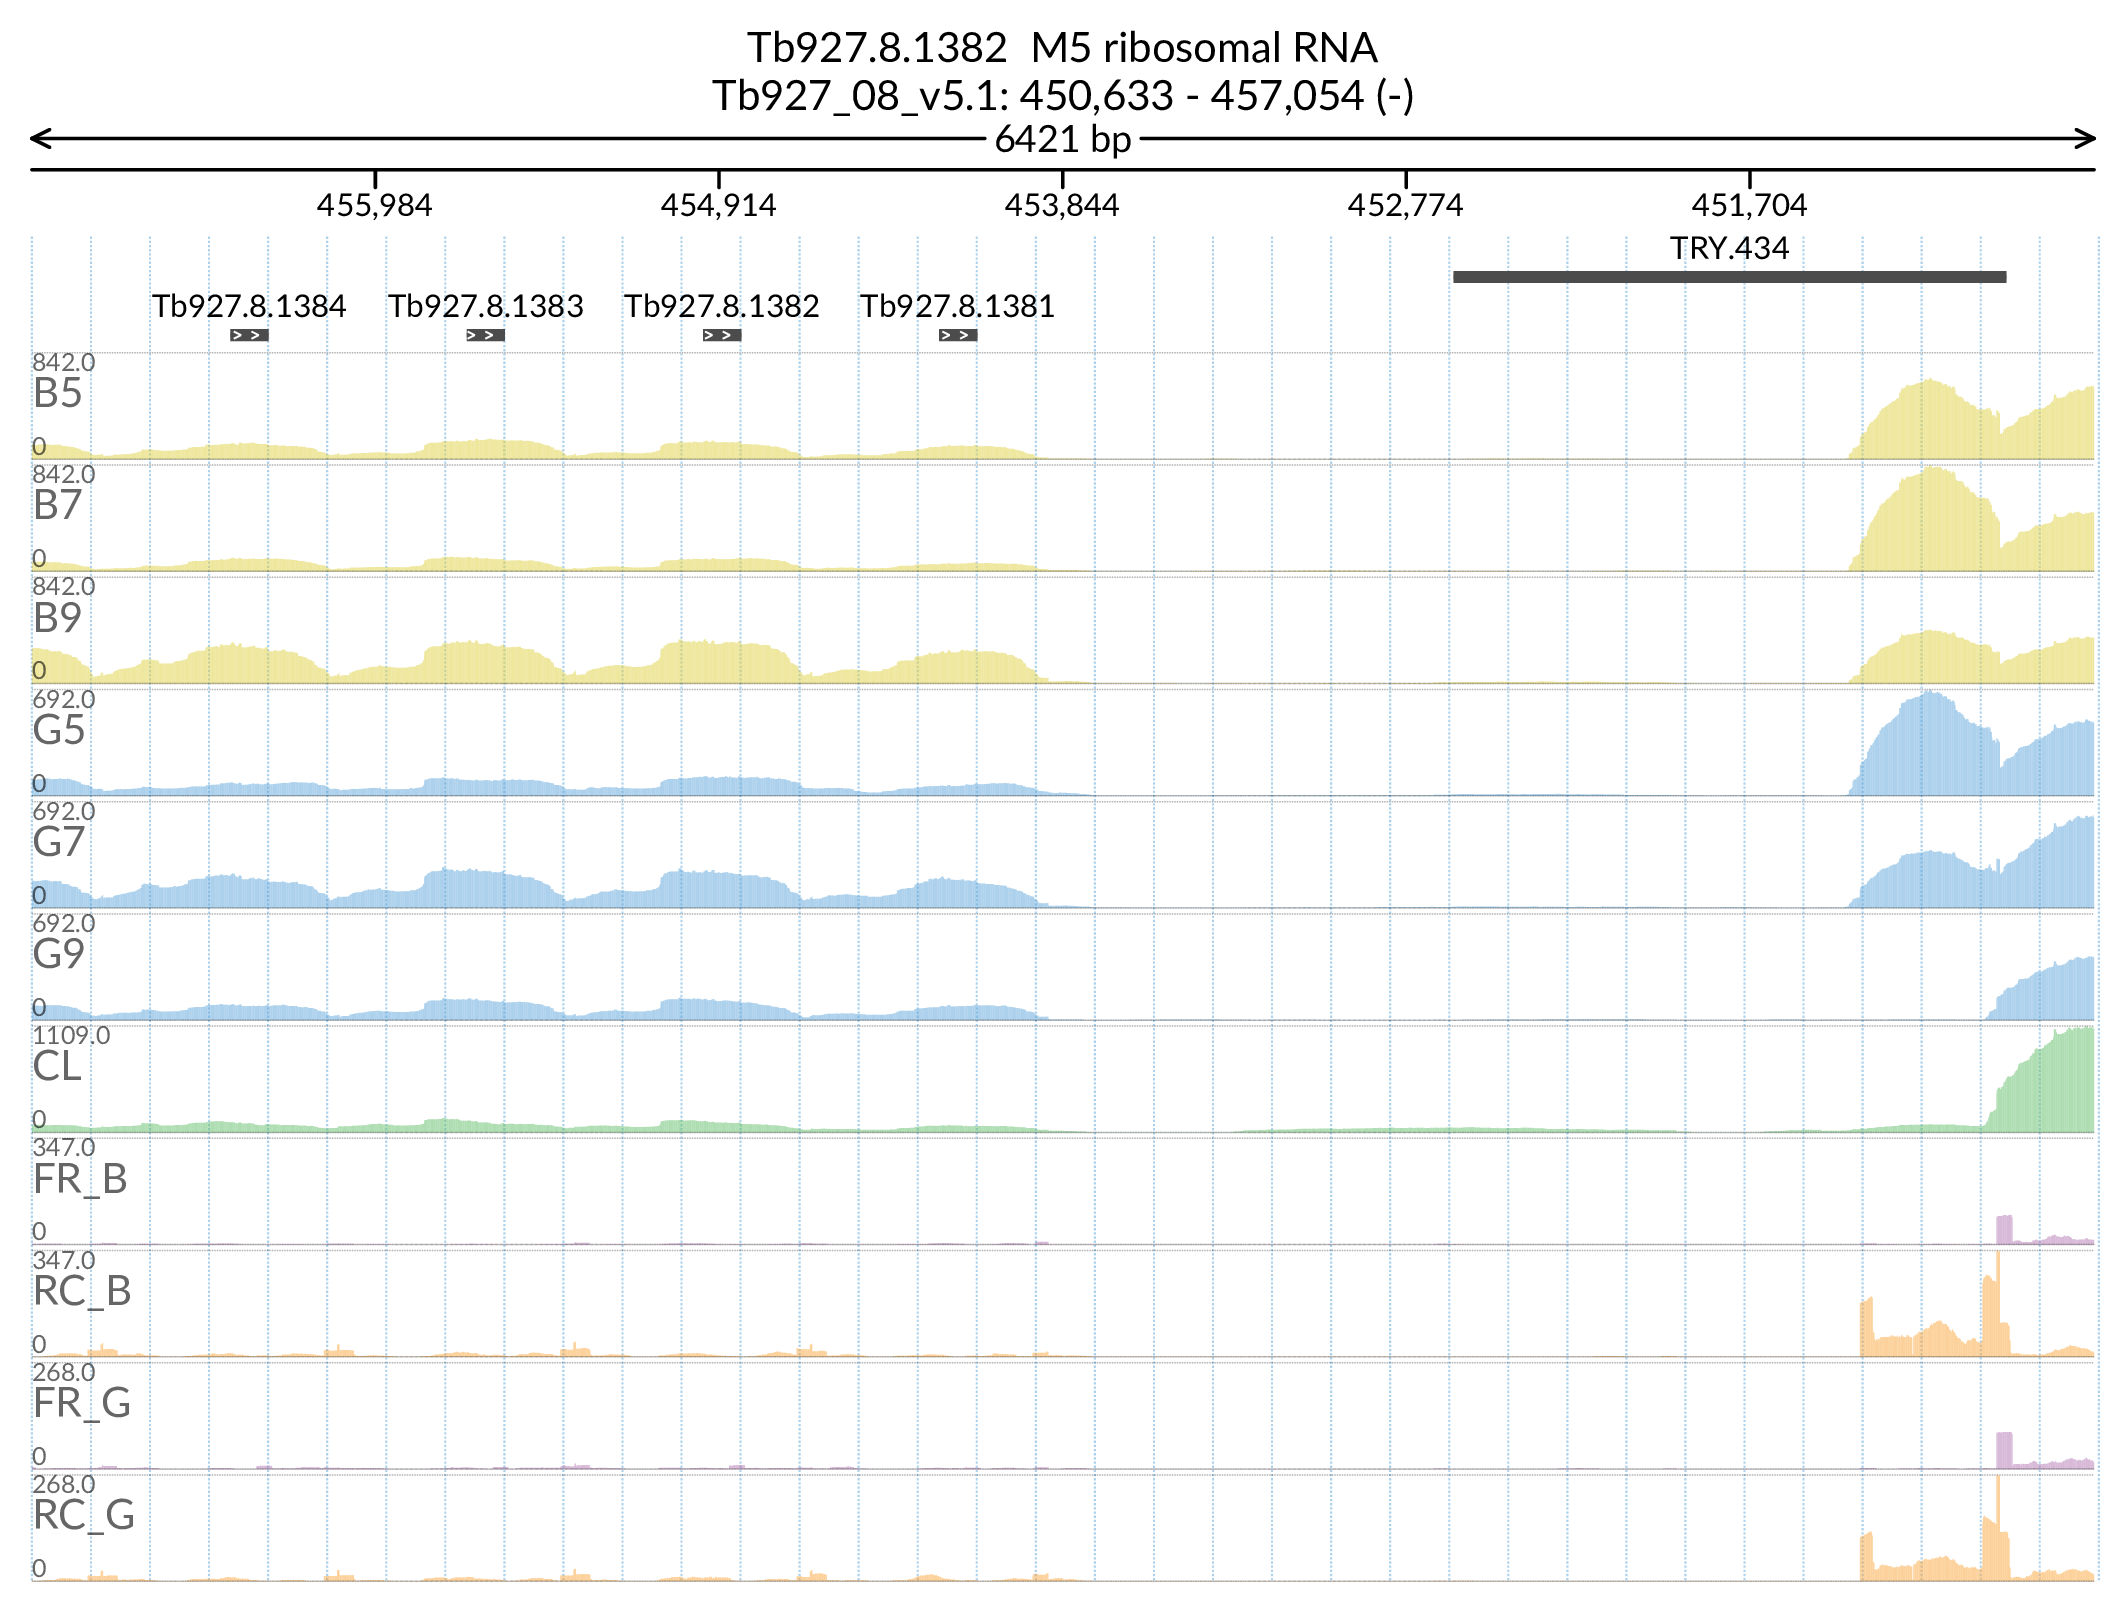 Tb927.8.1382  M5 ribosomal RNA
Tb927_08_v5.1: 450,633 - 457,054 (-)
6421 bp
455,984 454,914 453,844 452,774 451,704
TRY.434
Tb927.8.1384 Tb927.8.1383 Tb927.8.1382 Tb927.8.1381
842.0
B5
0
842.0
B7
0
842.0
B9
0
692.0
G5
0
692.0
G7
0
692.0
G9
0
1109.0
CL
0
347.0
FR_B
0
347.0
RC_B
0
268.0
FR_G
0
268.0
RC_G
0